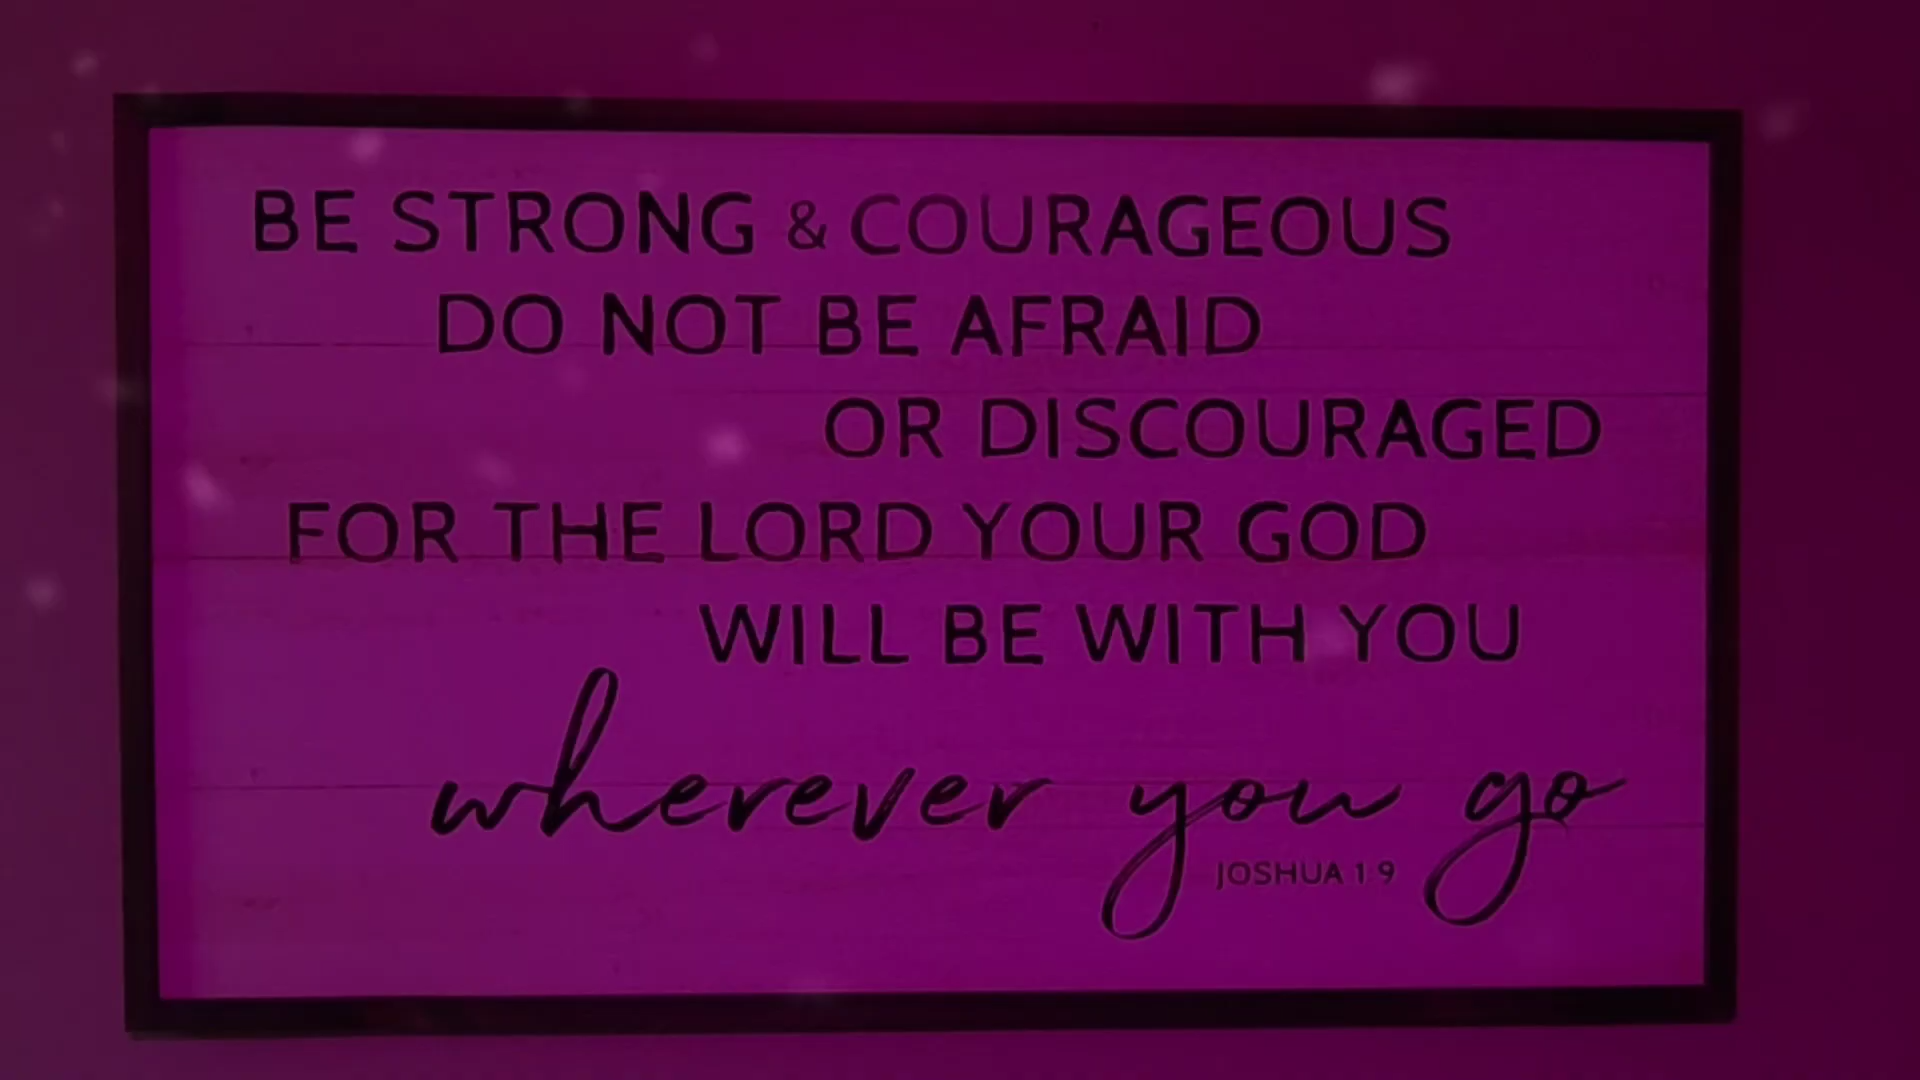 BE STRONG & COURAGEOUS
DO NOT BE AFRAID
OR DISCOURAGED
FOR THE LORD YOUR GOD
WILL BE WITH YOU
wherever you go
JOSHUA 1 9